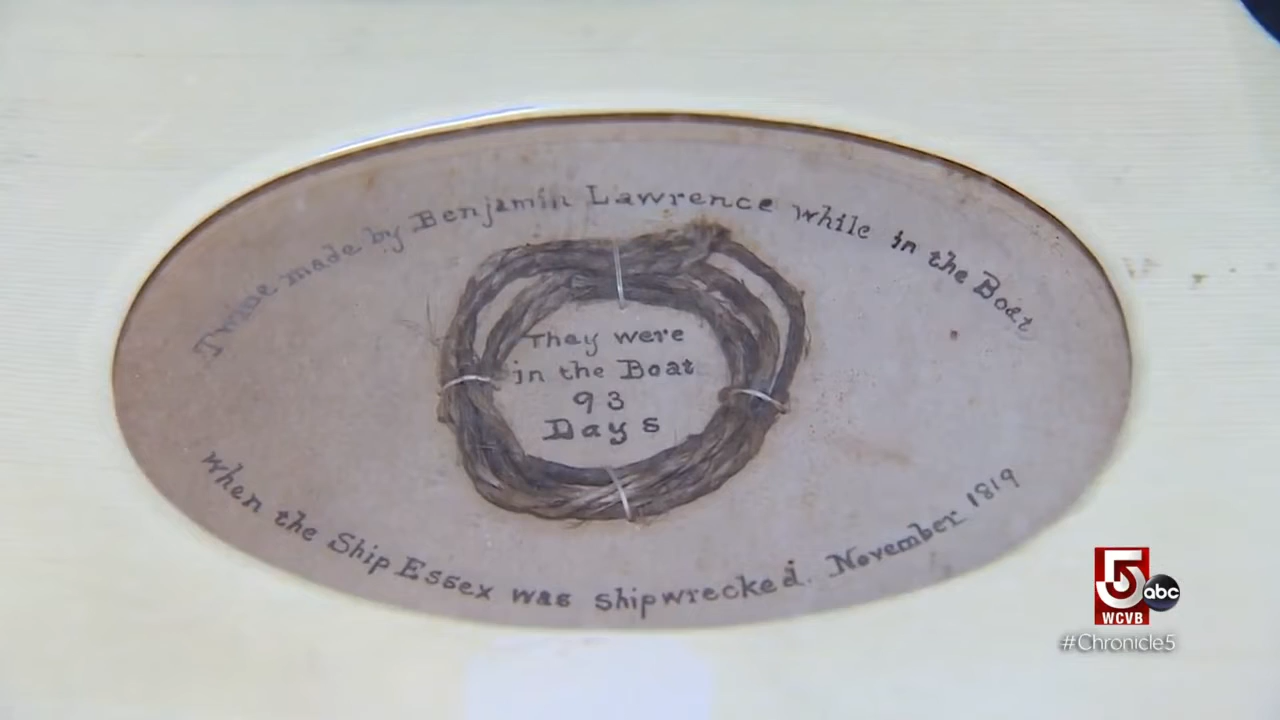 Twine made by Benjamin Lawrence while in the Boat
They were
in the Boat
93
Days
when the Ship Essex was shipwrecked. November 1819
5
abc
WCVB
#Chronicle5